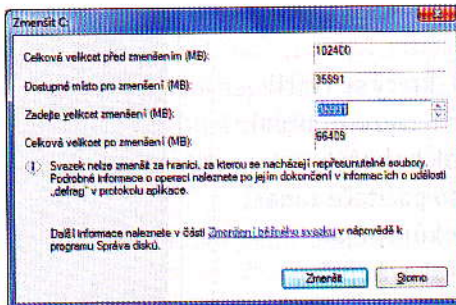 Zmenšit C:
Celková velikost před zmenšením (MB): 102400
Dostupné místo pro zmenšení (MB): 35991
Zadejte velikost zmenšení (MB): 35991
Celková velikost po zmenšení (MB): 66409
Svazek nelze zmenšit za hranici, za kterou se nacházejí nepřesunutelné soubory.
Podrobné informace o operaci naleznete po jejím dokončení v informacích o události
„defrag" v protokolu aplikace.
Další informace naleznete v části Zmenšení běžného svazku v nápovědě k
programu Správa disků.
Zmenšit Storno